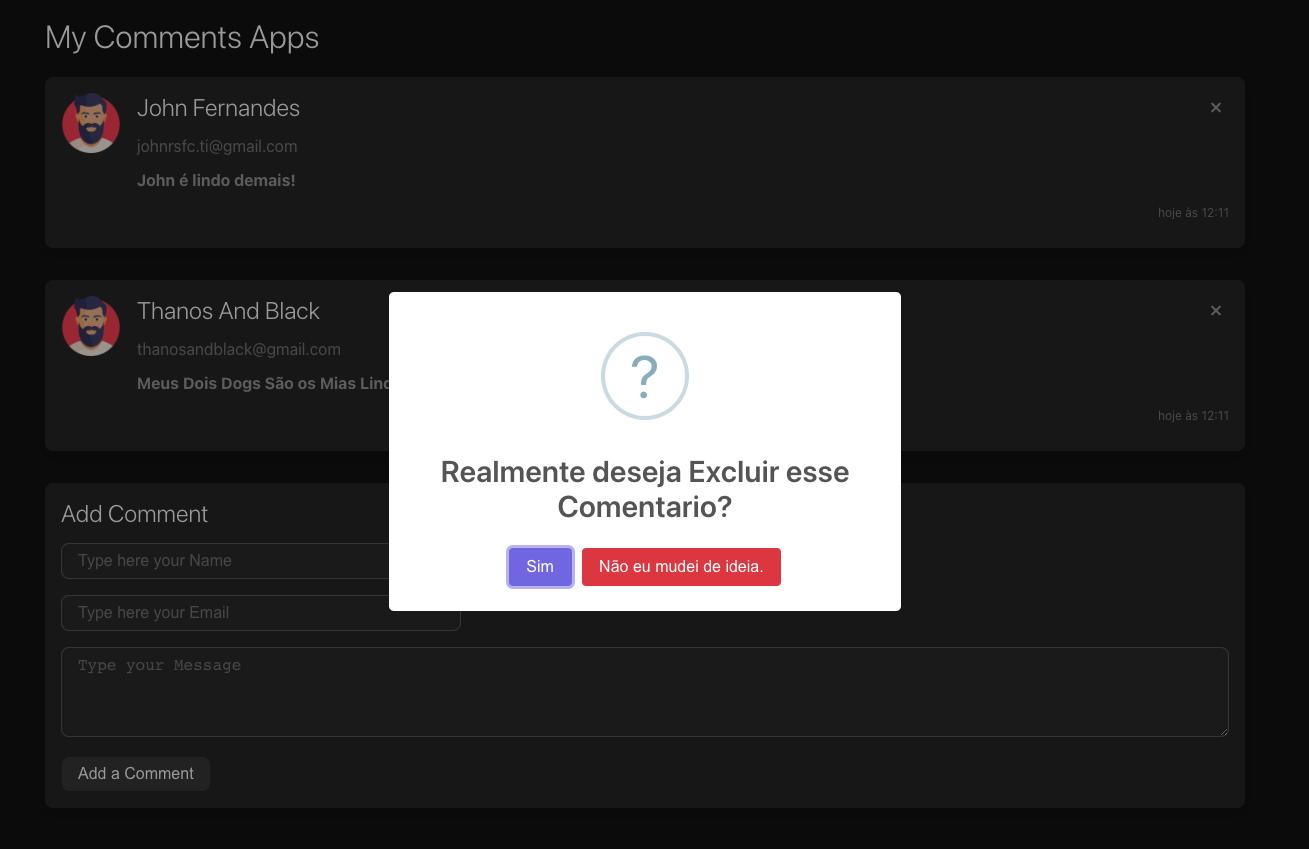 My Comments Apps
John Fernandes
×
johnrsfc.ti@gmail.com
John é lindo demais!
hoje às 12:11
Thanos And Black
×
thanosandblack@gmail.com
Meus Dois Dogs São os Mias Lind
hoje às 12:11
?
Realmente deseja Excluir esse
Comentario?
Sim
Não eu mudei de ideia.
Add Comment
Type here your Name
Type here your Email
Type your Message
Add a Comment